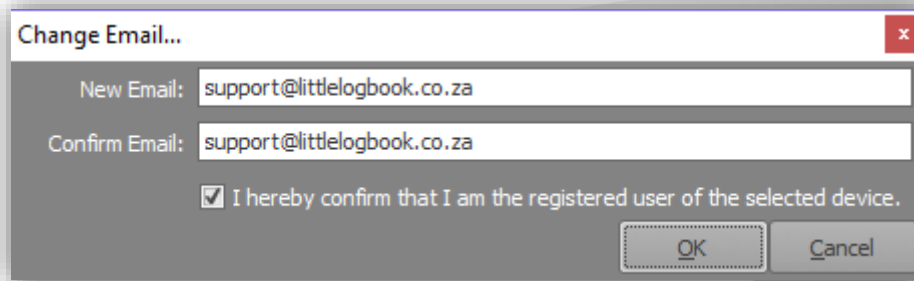 Change Email...
x
New Email: support@littlelogbook.co.za
Confirm Email: support@littlelogbook.co.za
I hereby confirm that I am the registered user of the selected device.
OK Cancel